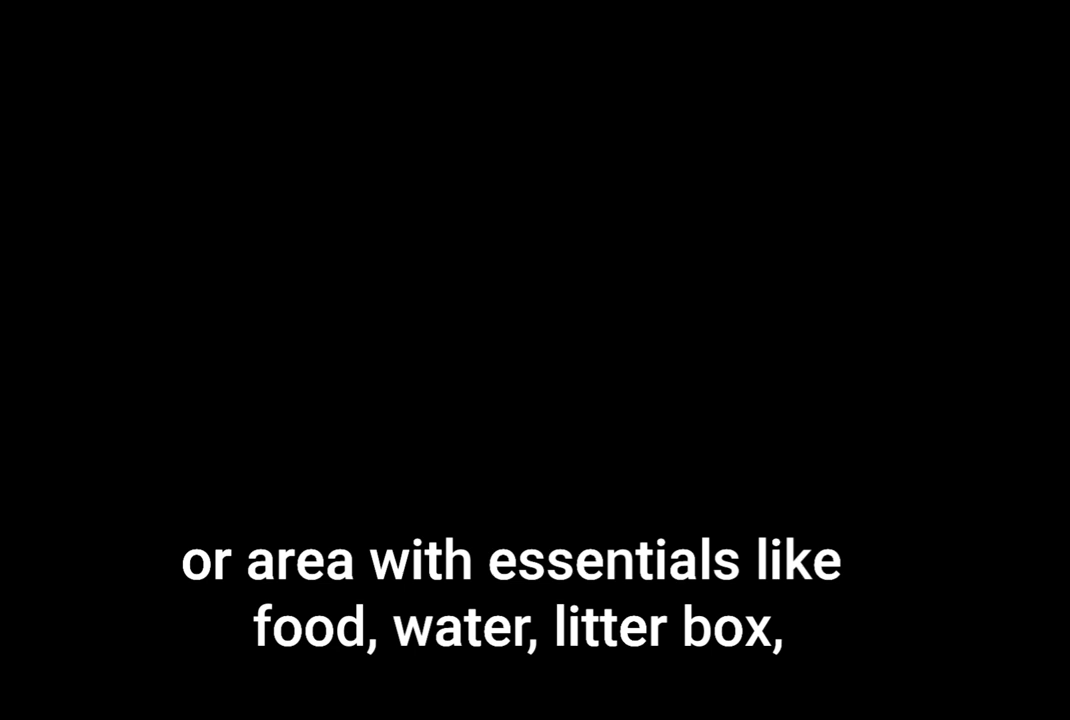 or area with essentials like
food, water, litter box,